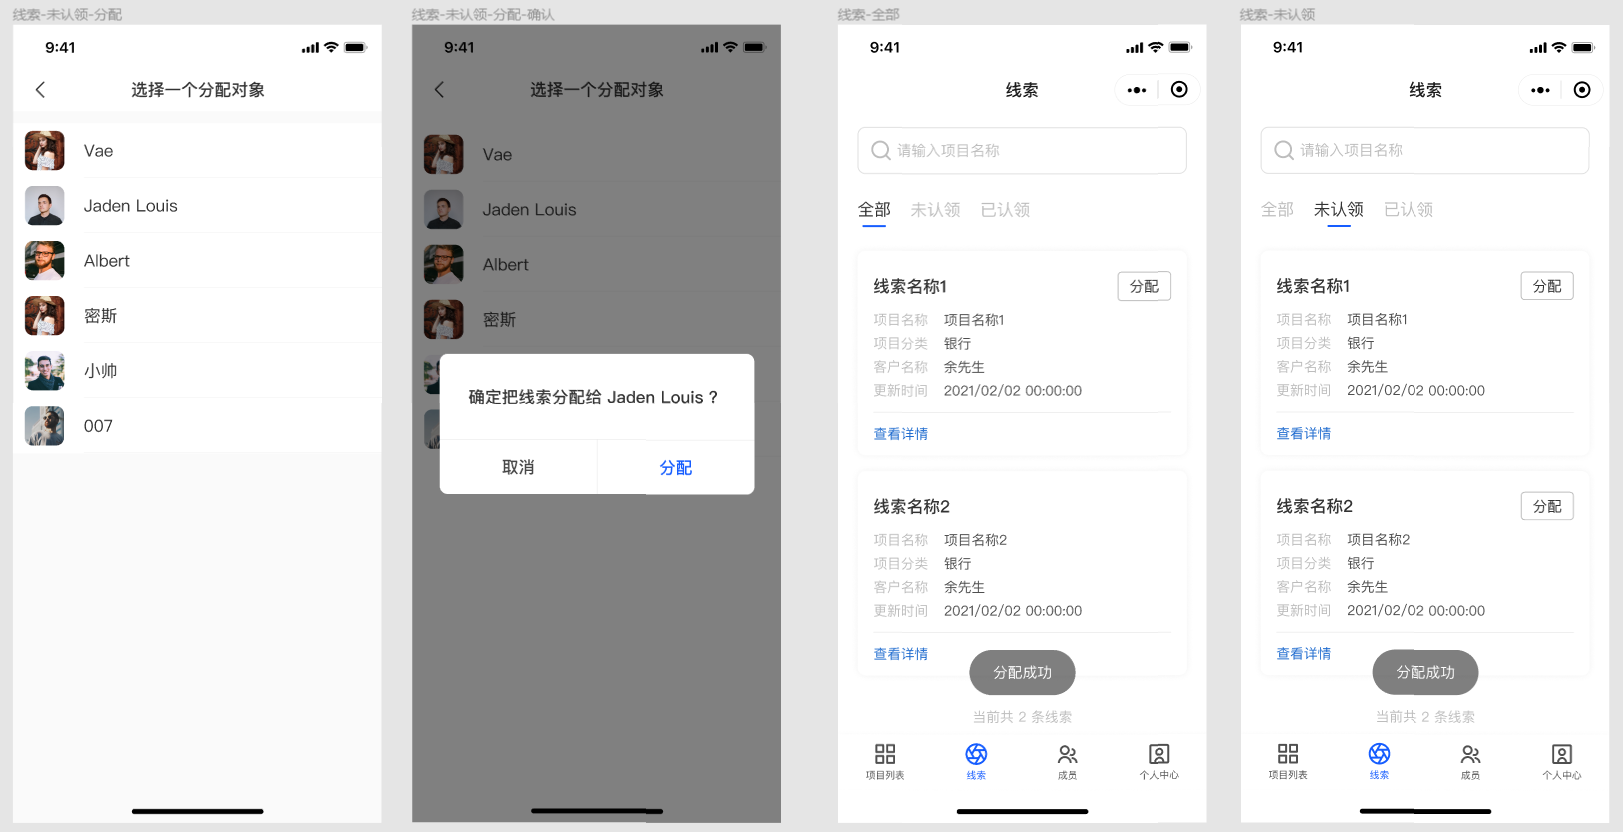 线索-未认领-分配
9:41
选择一个分配对象
Vae
Jaden Louis
Albert
密斯
小帅
007
线索-未认领-分配-确认
9:41
选择一个分配对象
Vae
Jaden Louis
Albert
密斯
确定把线索分配给 Jaden Louis ?
取消
分配
线索-全部
9:41
线索
请输入项目名称
全部 未认领 已认领
线索名称1
分配
项目名称 项目名称1
项目分类 银行
客户名称 余先生
更新时间 2021/02/02 00:00:00
查看详情
线索名称2
项目名称 项目名称2
项目分类 银行
客户名称 余先生
更新时间 2021/02/02 00:00:00
查看详情
分配成功
当前共 2 条线索
项目列表 线索 成员 个人中心
线索-未认领
9:41
线索
请输入项目名称
全部 未认领 已认领
线索名称1
分配
项目名称 项目名称1
项目分类 银行
客户名称 余先生
更新时间 2021/02/02 00:00:00
查看详情
线索名称2
分配
项目名称 项目名称2
项目分类 银行
客户名称 余先生
更新时间 2021/02/02 00:00:00
查看详情
分配成功
当前共 2 条线索
项目列表 线索 成员 个人中心